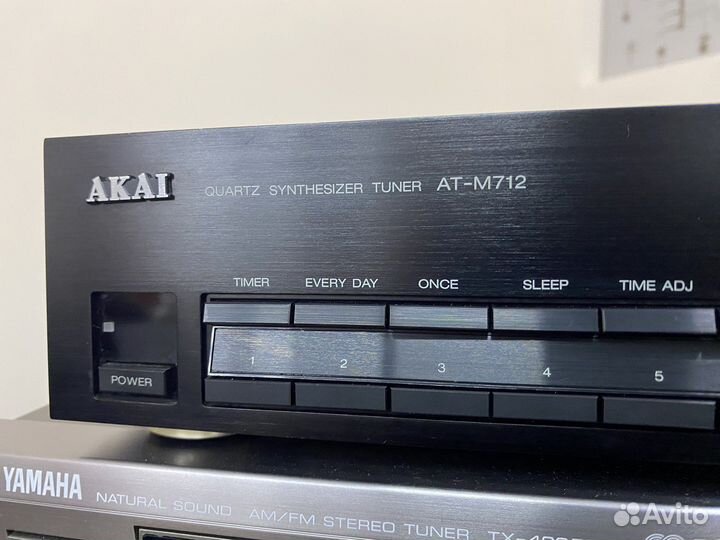 AKAI QUARTZ SYNTHESIZER TUNER AT-M712
TIMER EVERY DAY ONCE SLEEP TIME ADJ
1 2 3 4 5
POWER
YAMAHA NATURAL SOUND AM/FM STEREO TUNER
Avito